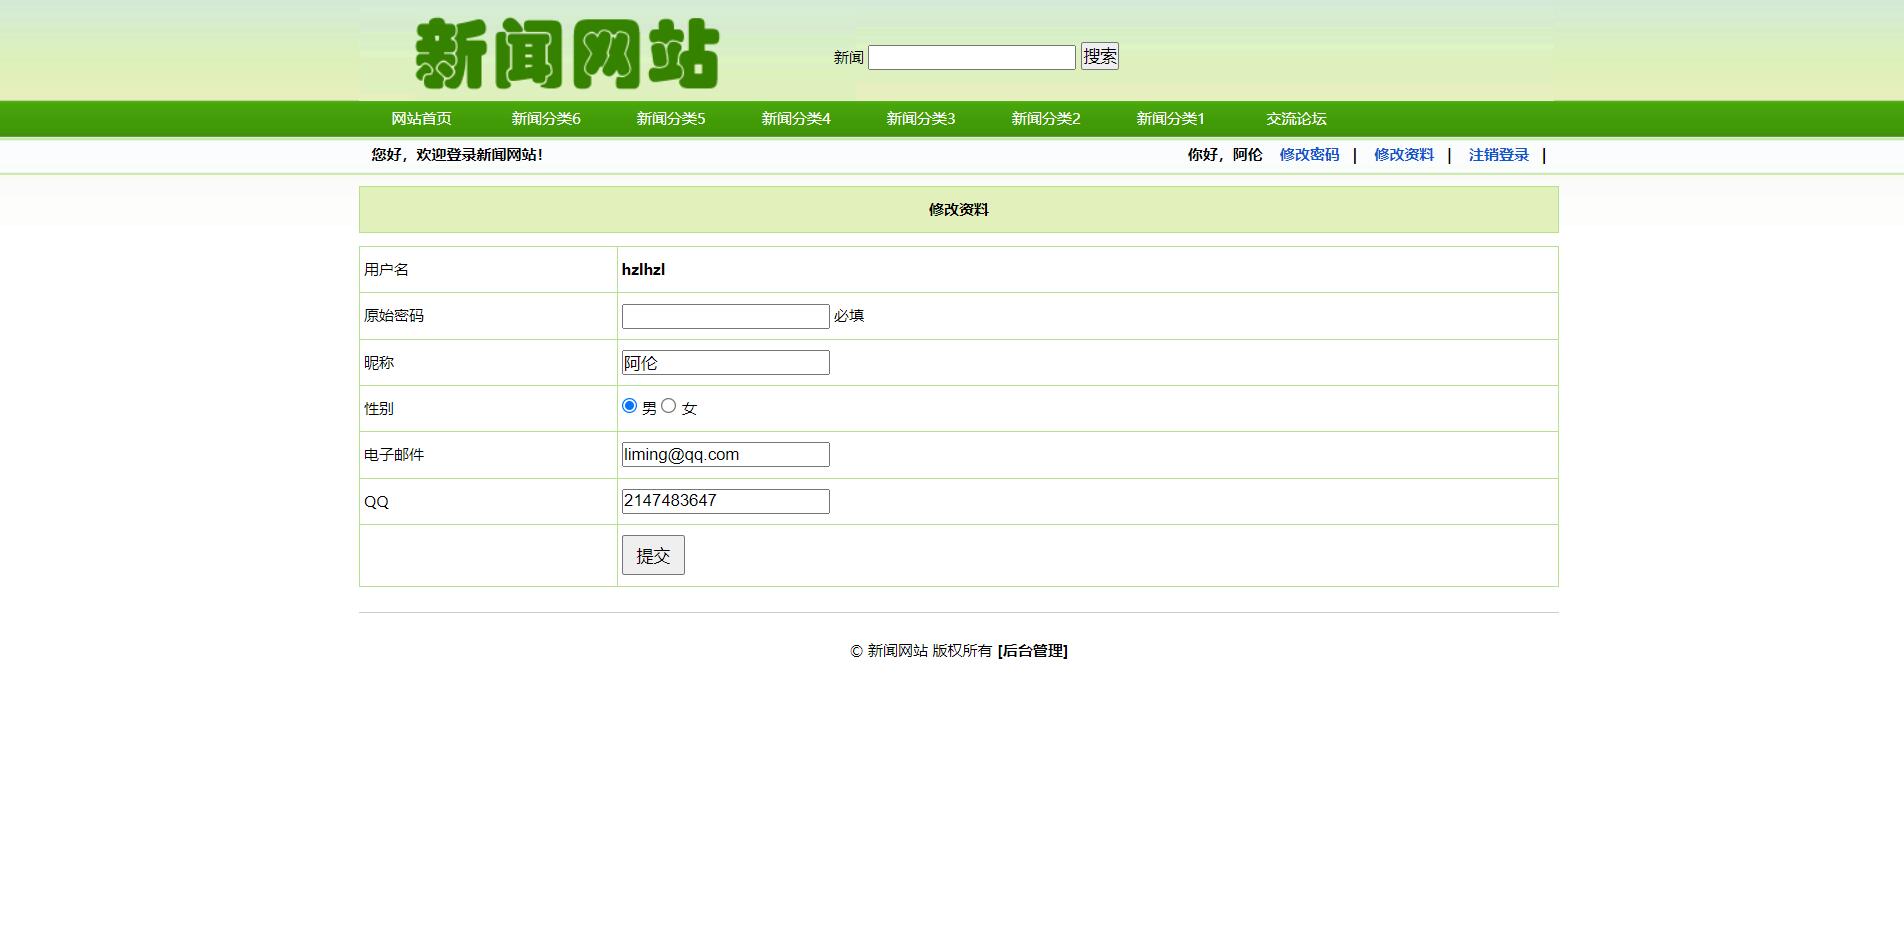 新闻网站
新闻 搜索
网站首页 新闻分类6 新闻分类5 新闻分类4 新闻分类3 新闻分类2 新闻分类1 交流论坛
您好，欢迎登录新闻网站！ 你好，阿伦 修改密码 | 修改资料 | 注销登录 |
修改资料
用户名 hzlhzl
原始密码 必填
昵称 阿伦
性别 男 女
电子邮件 liming@qq.com
QQ 2147483647
提交
© 新闻网站 版权所有 [后台管理]